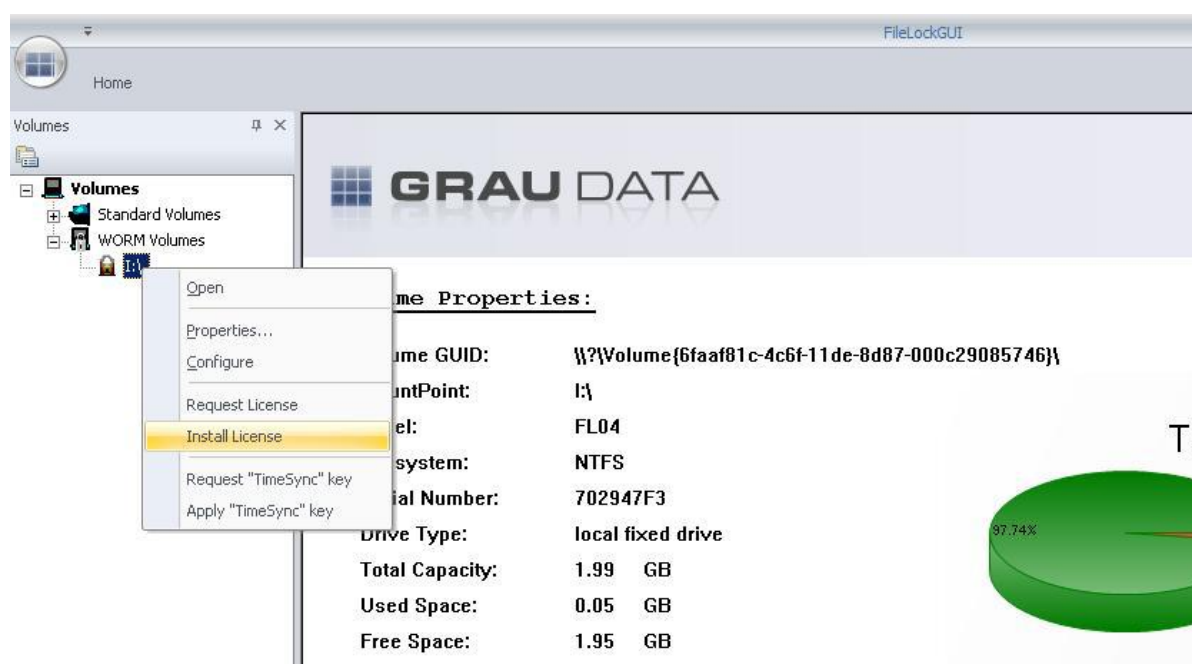 FileLockGUI
Home
Volumes
Volumes
Standard Volumes
WORM Volumes
I:\
Open
Properties...
Configure
Request License
Install License
Request "TimeSync" key
Apply "TimeSync" key
GRAU DATA
me Properties:
ume GUID: \\?\Volume{6faaf81c-4c6f-11de-8d87-000c29085746}\
untPoint: I:\
el: FL04
system: NTFS
ial Number: 702947F3
Drive Type: local fixed drive
Total Capacity: 1.99 GB
Used Space: 0.05 GB
Free Space: 1.95 GB
T
97.74%